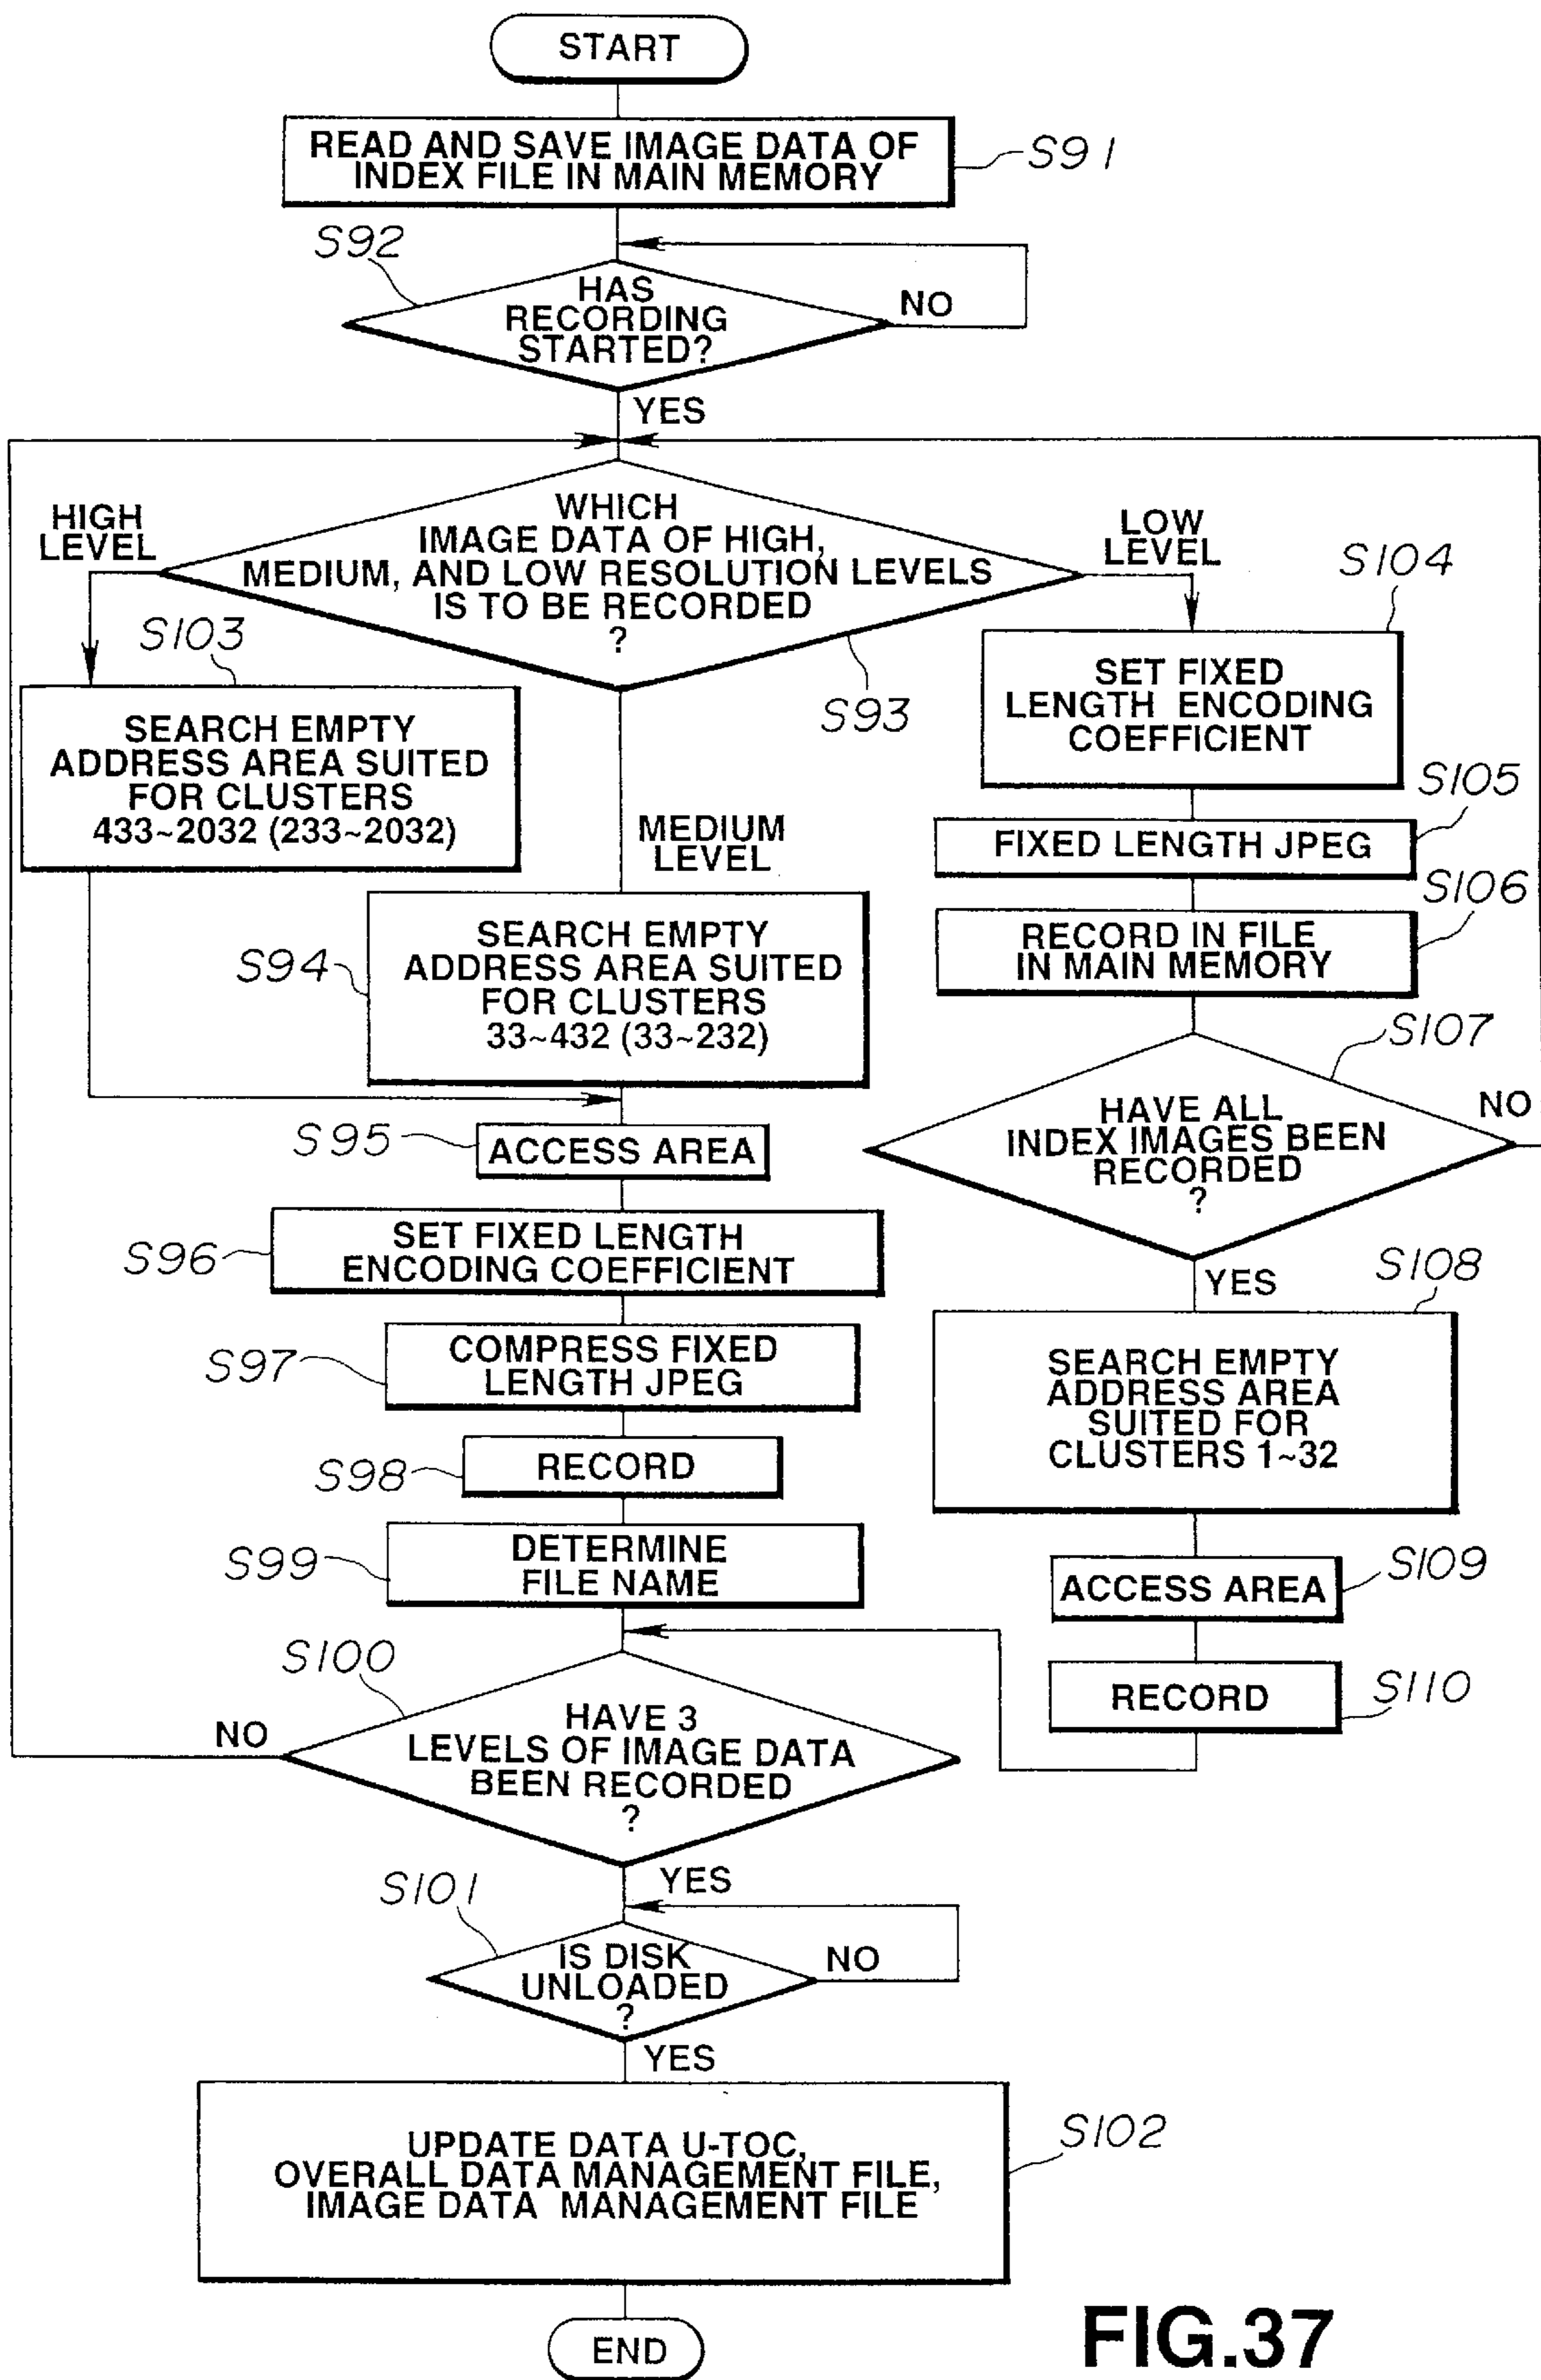 START
READ AND SAVE IMAGE DATA OF
INDEX FILE IN MAIN MEMORY
S91
S92
HAS
RECORDING
STARTED?
NO
YES
WHICH
IMAGE DATA OF HIGH,
MEDIUM, AND LOW RESOLUTION LEVELS
IS TO BE RECORDED
?
HIGH
LEVEL
LOW
LEVEL
S93
S103
SEARCH EMPTY
ADDRESS AREA SUITED
FOR CLUSTERS
433~2032 (233~2032)
MEDIUM
LEVEL
S94
SEARCH EMPTY
ADDRESS AREA SUITED
FOR CLUSTERS
33~432 (33~232)
S95
ACCESS AREA
S96
SET FIXED LENGTH
ENCODING COEFFICIENT
S97
COMPRESS FIXED
LENGTH JPEG
S98
RECORD
S99
DETERMINE
FILE NAME
S104
SET FIXED
LENGTH ENCODING
COEFFICIENT
S105
FIXED LENGTH JPEG
S106
RECORD IN FILE
IN MAIN MEMORY
S107
HAVE ALL
INDEX IMAGES BEEN
RECORDED
?
NO
YES
S108
SEARCH EMPTY
ADDRESS AREA
SUITED FOR
CLUSTERS 1~32
S109
ACCESS AREA
S110
RECORD
S100
HAVE 3
LEVELS OF IMAGE DATA
BEEN RECORDED
?
NO
YES
S101
IS DISK
UNLOADED
?
NO
YES
S102
UPDATE DATA U-TOC,
OVERALL DATA MANAGEMENT FILE,
IMAGE DATA MANAGEMENT FILE
END
FIG.37